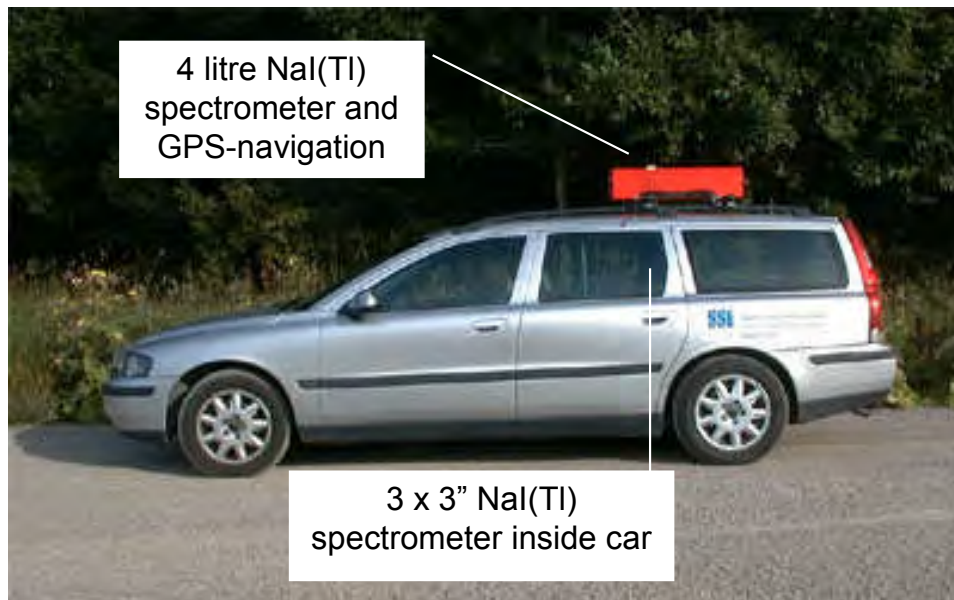 4 litre NaI(Tl)
spectrometer and
GPS-navigation
SSI
3 x 3” NaI(Tl)
spectrometer inside car